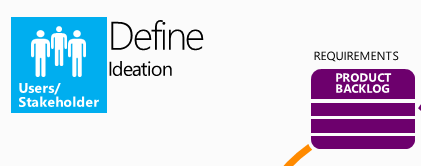 Define
Ideation
Users/
Stakeholder
REQUIREMENTS
PRODUCT
BACKLOG